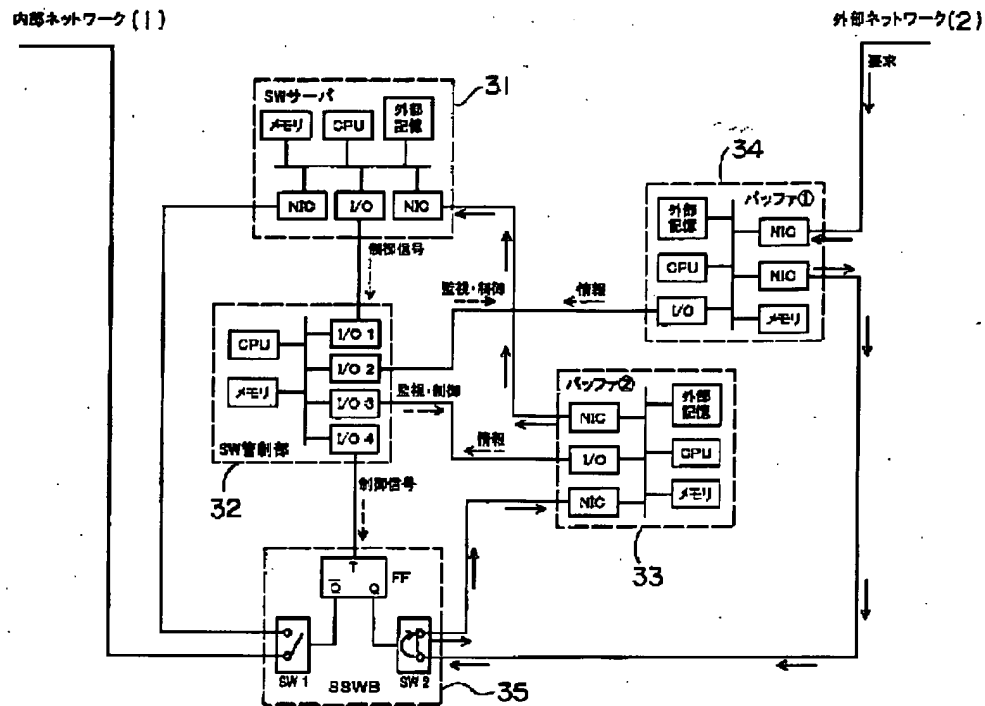 内部ネットワーク(1)
外部ネットワーク(2)
要求
31
SWサーバ
メモリ
CPU
外部
記憶
NIC
I/O
NIC
34
バッファ①
外部
記憶
NIC
CPU
NIC
I/O
メモリ
制御信号
監視・制御
情報
CPU
メモリ
I/O 1
I/O 2
I/O 3
I/O 4
SW管制部
32
監視・制御
情報
バッファ②
NIC
外部
記憶
I/O
CPU
NIC
メモリ
33
制御信号
T
Q̅
Q
FF
SW 1
SSWB
SW 2
35